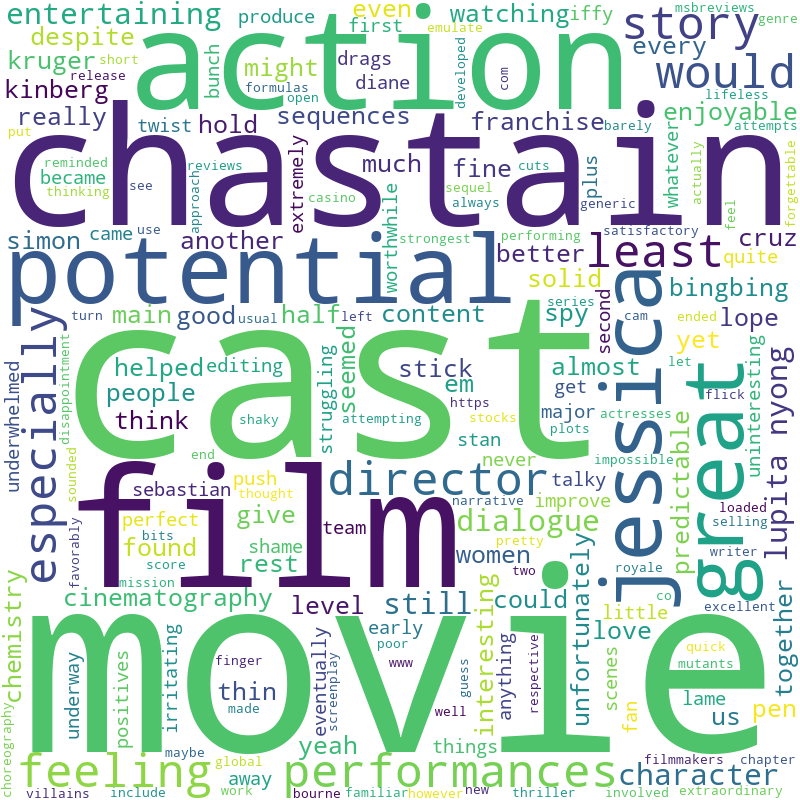 entertaining
produce
even
first
emulate
watching
iffy
msbreviews
genre
despite
kruger
short
bunch
action
story
every
would
might
drags
diane
com
developed
lifeless
kinberg
release
formulas
open
barely
attempts
put
really
twist
hold
sequences
franchise
enjoyable
chastain
reminded
reviews
became
thinking
see
approach
extremely
much
fine
cuts
plus
whatever
actually
feel
forgettable
casino
sequel
always
generic
simon
came
use
another
worthwhile
strongest
performing
satisfactory
better
least
cruz
quite
potential
solid
bingbing
turn
main
good
usual
half
left
content
series
spy
second
cam
ended
let
lope
yet
jessica
great
cast
helped
editing
seemed
struggling
stick
em
almost
get
flick
especially
underwhelmed
disappointment
people
think
shaky
attempting
https
stocks
major
actresses
plots
stan
predictable
uninteresting
lupita nyong
sounded
end
film
sebastian
push
thought
director
never
talky
impossible
narrative
improve
loaded
selling
perfect
bits
found
score
mission
favorably
give
shame
rest
team
dialogue
women
pretty
two
writer
royale
co
excellent
cinematography
level
still
could
unfortunately
little
love
together
chemistry
choreography
movie
underway
positives
irritating
finger
made
thin
eventually
screenplay
early
poor
www
well
guess
interesting
anything
respective
scenes
fan
quick
mutants
lame
us
pen
feeling
away
global
yeah
performances
things
character
filmmakers
chapter
villains
include
maybe
work
bourne
familiar
however
new
thriller
involved
extraordinary